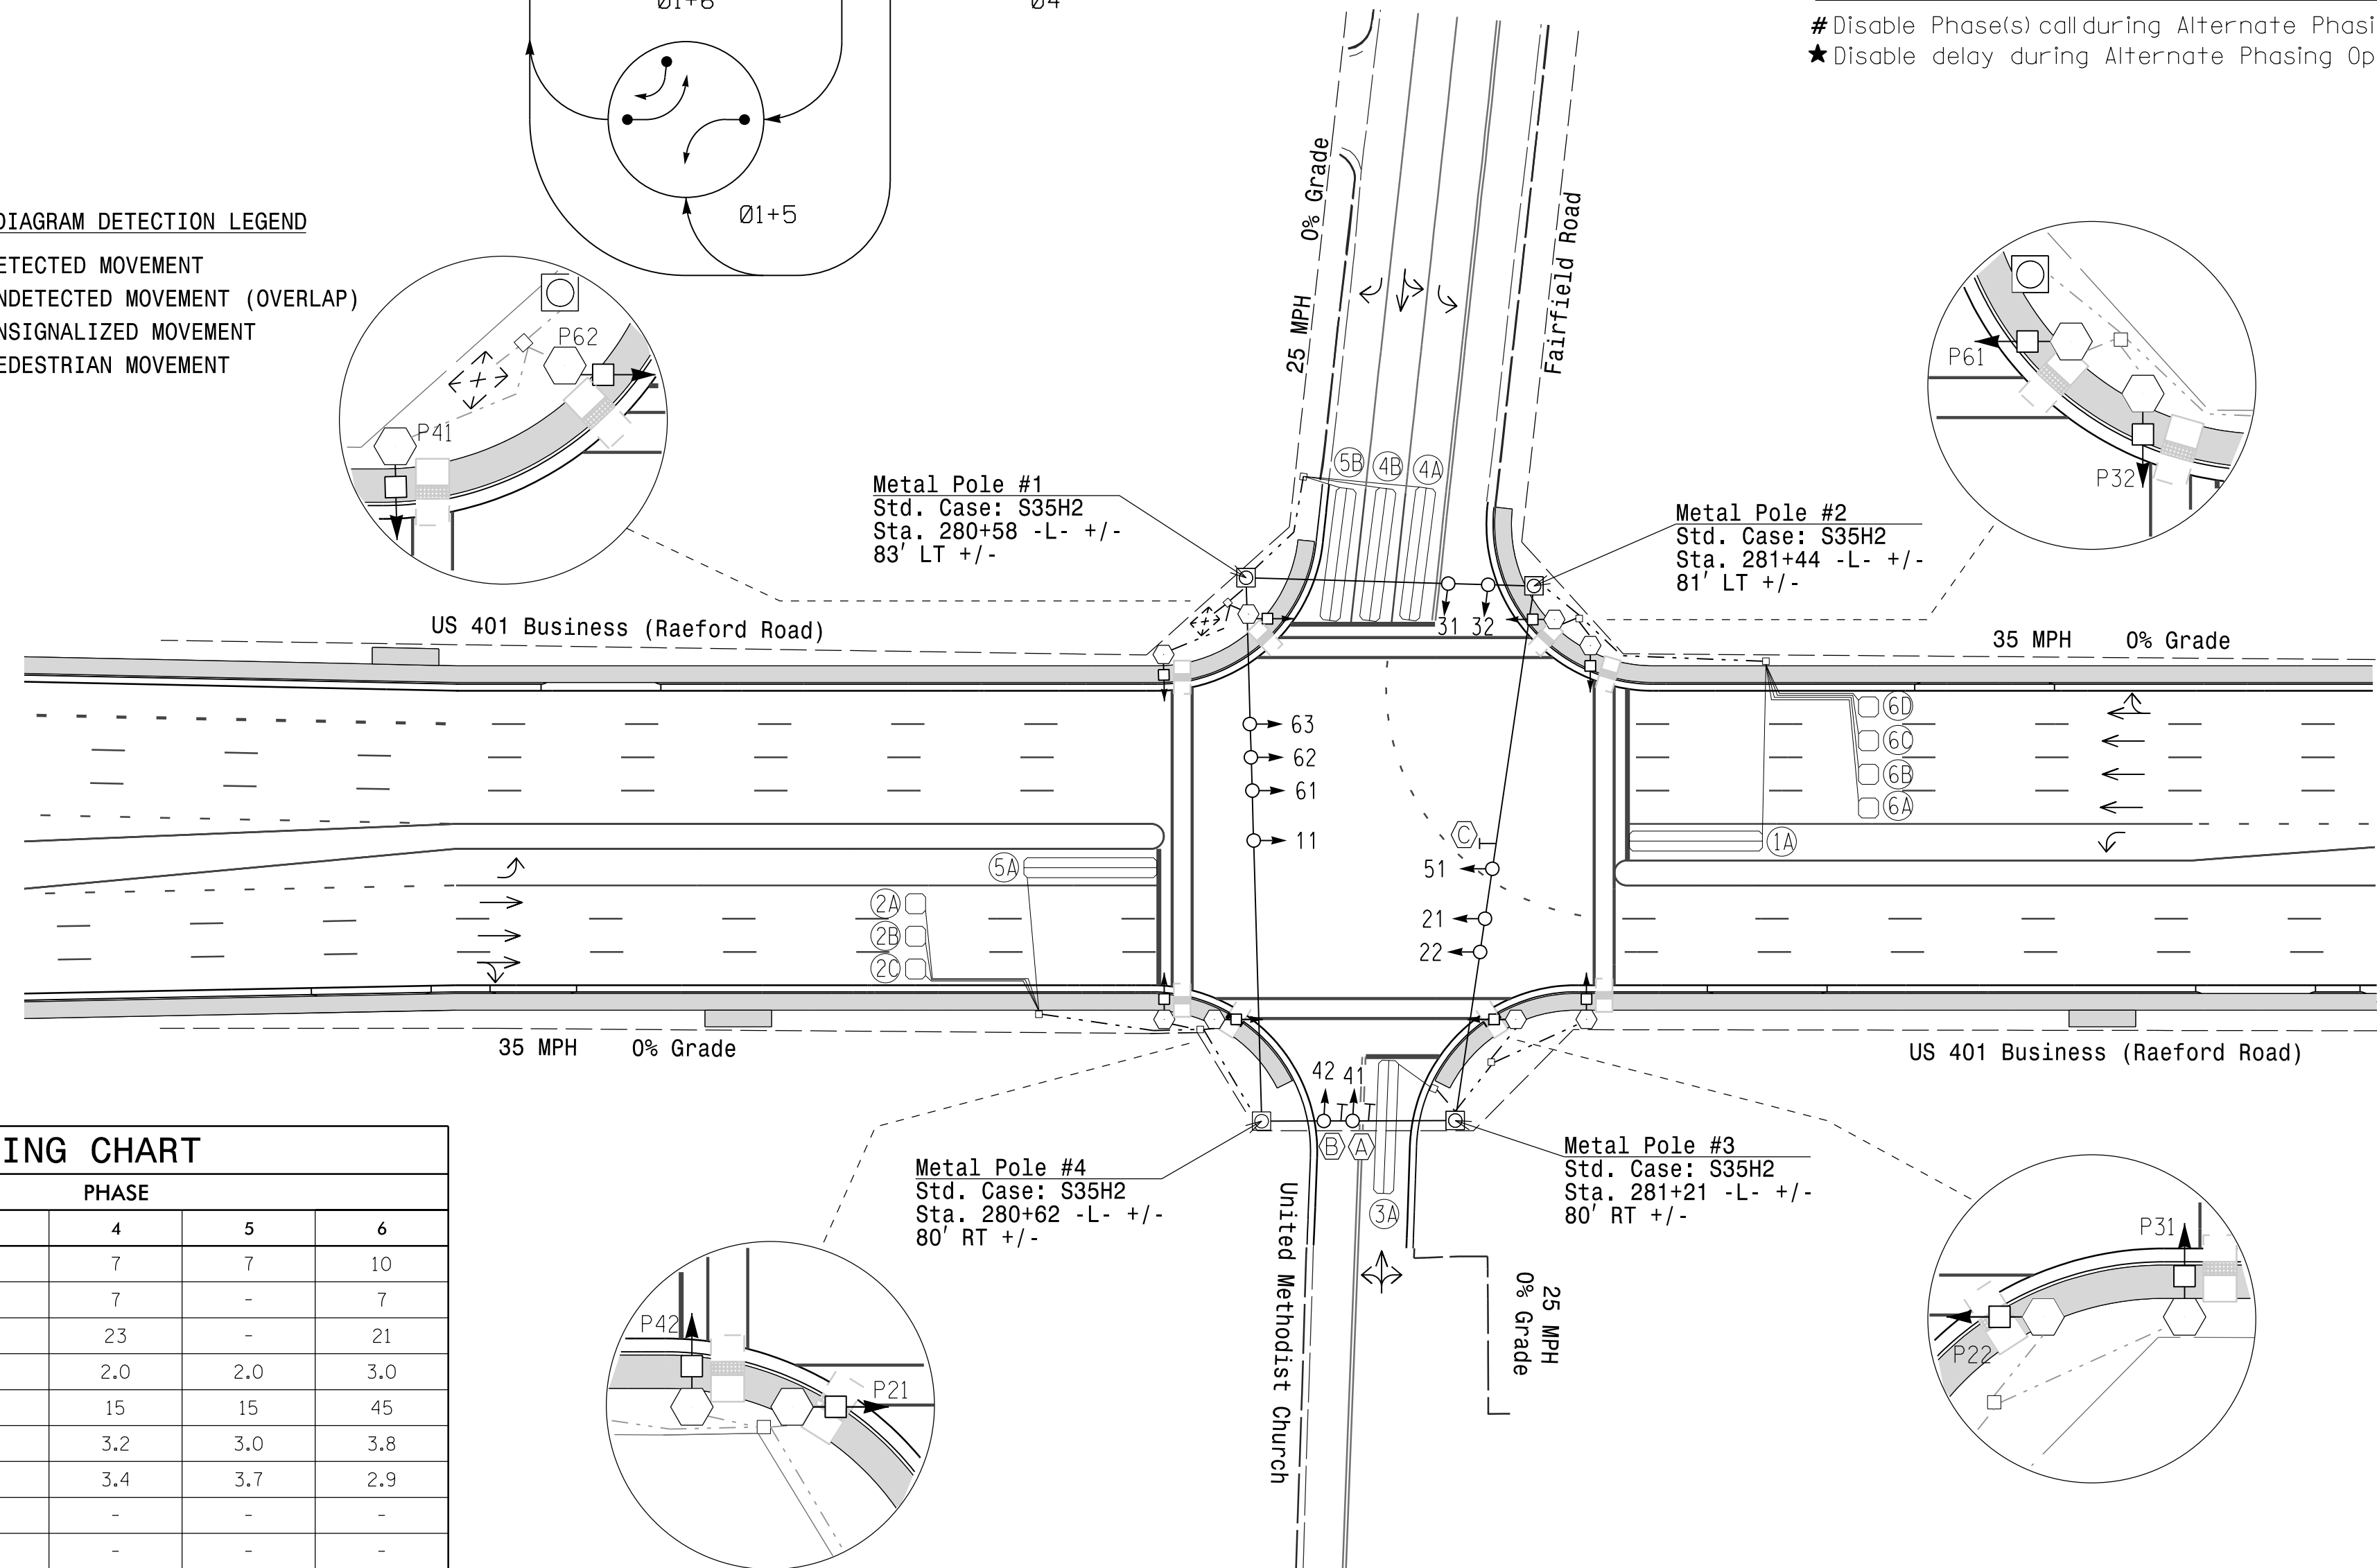 Ø1+6
Ø4
# Disable Phase(s) call during Alternate Phasi
★ Disable delay during Alternate Phasing Op
Ø1+5
DIAGRAM DETECTION LEGEND
ETECTED MOVEMENT
NDETECTED MOVEMENT (OVERLAP)
NSIGNALIZED MOVEMENT
EDESTRIAN MOVEMENT
P62
P41
25 MPH 0% Grade
Fairfield Road
P61
P32
Metal Pole #1
Std. Case: S35H2
Sta. 280+58 -L- +/-
83' LT +/-
5B 4B 4A
Metal Pole #2
Std. Case: S35H2
Sta. 281+44 -L- +/-
81' LT +/-
31 32
US 401 Business (Raeford Road)
35 MPH 0% Grade
63
62
61
11
6D
6C
6B
6A
1A
C
51
21
22
5A
2A
2B
2C
35 MPH 0% Grade
US 401 Business (Raeford Road)
42 41
B A
Metal Pole #4
Std. Case: S35H2
Sta. 280+62 -L- +/-
80' RT +/-
Metal Pole #3
Std. Case: S35H2
Sta. 281+21 -L- +/-
80' RT +/-
3A
United Methodist Church
25 MPH
0% Grade
P42
P21
P31
P22
ING CHART
PHASE
4 5 6
7 7 10
7 - 7
23 - 21
2.0 2.0 3.0
15 15 45
3.2 3.0 3.8
3.4 3.7 2.9
- - -
- - -